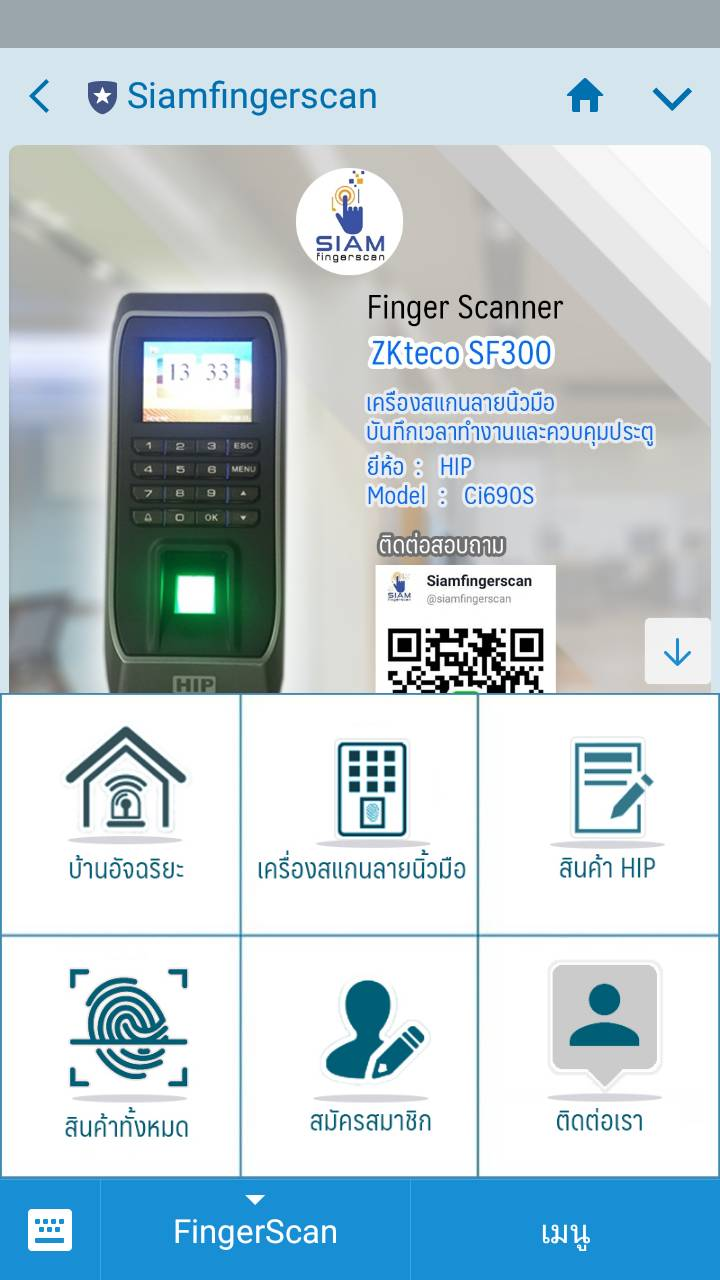 Siamfingerscan
SIAM
fingerscan
Finger Scanner
ZKteco SF300
เครื่องสแกนลายนิ้วมือ
บันทึกเวลาทำงานและควบคุมประตู
ยี่ห้อ : HIP
Model : Ci690S
ติดต่อสอบถาม
SIAM
fingerscan
Siamfingerscan
@siamfingerscan
13 33
1 2 3 ESC
4 5 6 MENU
7 8 9
0 OK
HIP
บ้านอัจฉริยะ
เครื่องสแกนลายนิ้วมือ
สินค้า HIP
สินค้าทั้งหมด
สมัครสมาชิก
ติดต่อเรา
FingerScan
เมนู